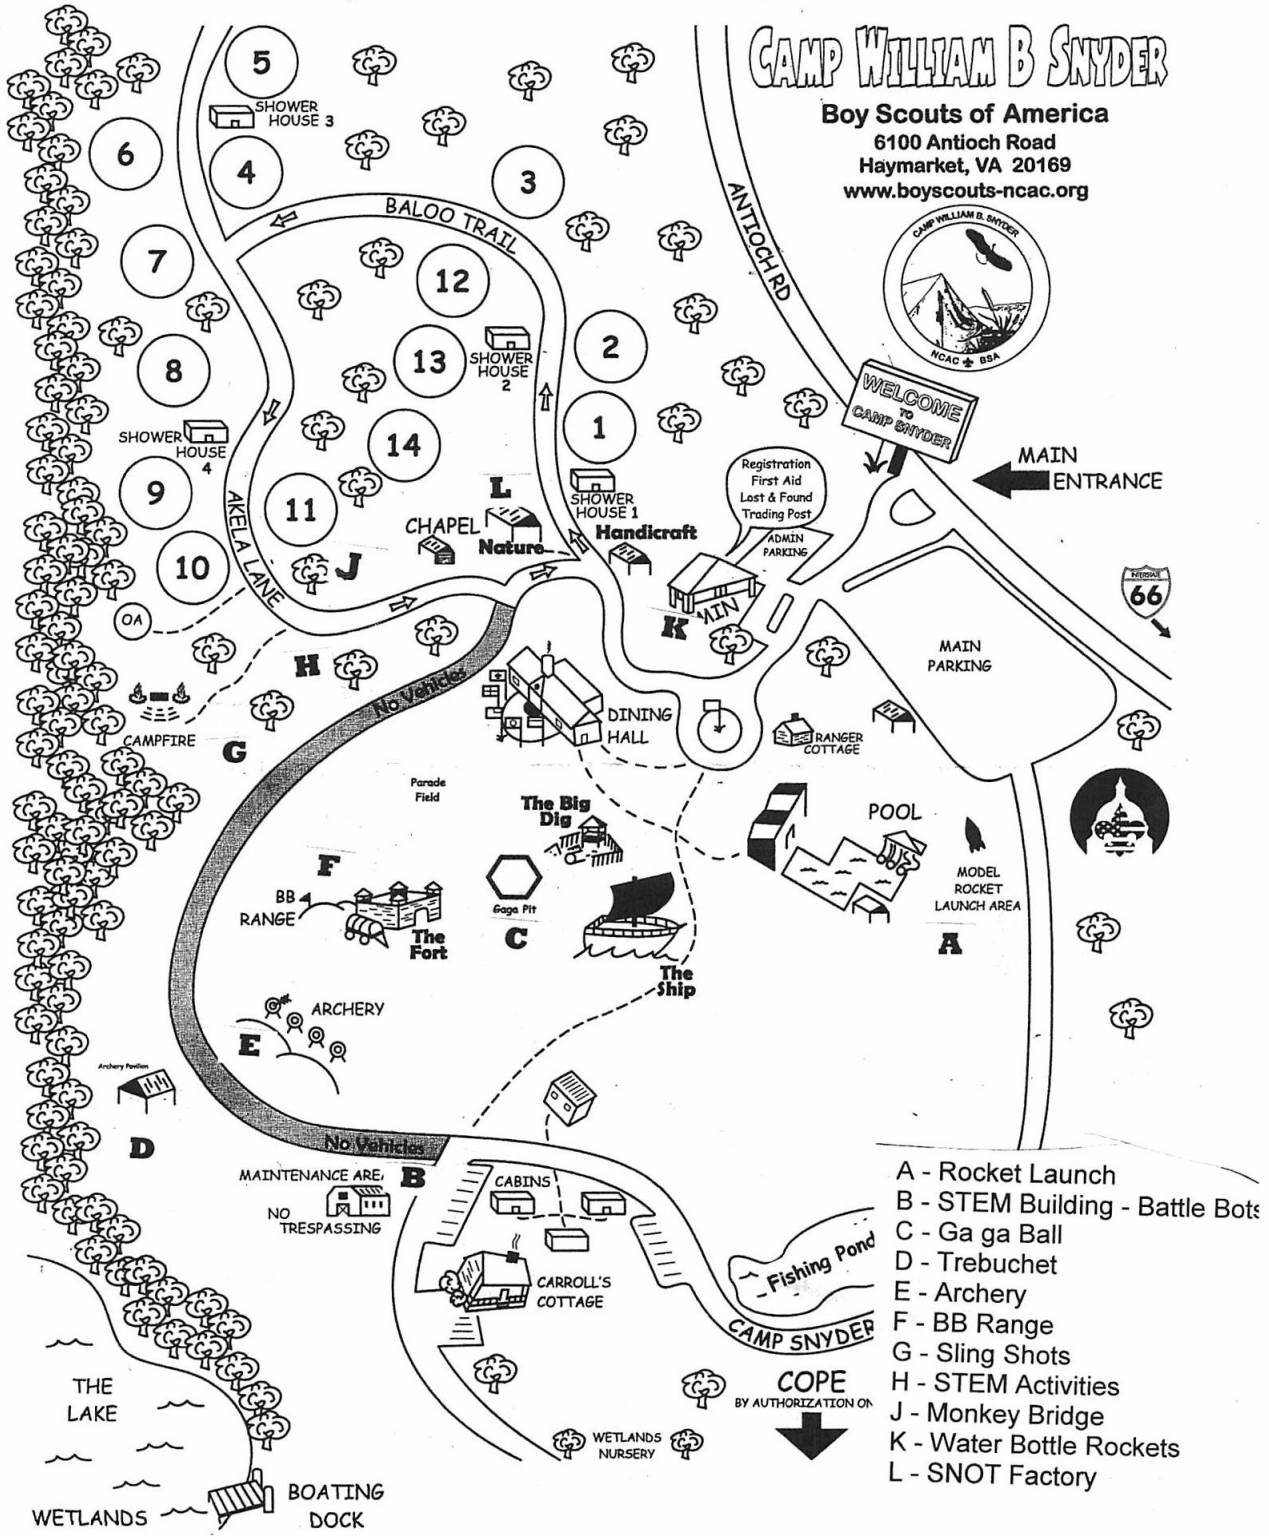 CAMP WILLIAM B SNYDER
Boy Scouts of America
6100 Antioch Road
Haymarket, VA 20169
www.boyscouts-ncac.org
CAMP WILLIAM B. SNYDER
NCAC BSA
5
SHOWER
HOUSE 3
6
4
3
BALOO TRAIL
ANTIOCH RD
7
12
2
13
SHOWER
HOUSE
2
8
WELCOME
TO
CAMP SNYDER
1
14
SHOWER
HOUSE
4
MAIN
ENTRANCE
Registration
First Aid
Lost & Found
Trading Post
9
11
L
SHOWER
HOUSE 1
AKELA LANE
CHAPEL
Nature
Handicraft
ADMIN
PARKING
10
J
INTERSTATE
66
OA
K
MIN
MAIN
PARKING
H
No Vehicles
CAMPFIRE
G
DINING
HALL
RANGER
COTTAGE
Parade
Field
The Big
Dig
POOL
F
BB
RANGE
The
Fort
Gaga Pit
C
MODEL
ROCKET
LAUNCH AREA
A
The
Ship
ARCHERY
E
Archery Pavilion
D
No Vehicles
MAINTENANCE ARE
B
NO
TRESPASSING
CABINS
CARROLL'S
COTTAGE
Fishing Pond
CAMP SNYDER
COPE
BY AUTHORIZATION ON
WETLANDS
NURSERY
THE
LAKE
WETLANDS
BOATING
DOCK
A - Rocket Launch
B - STEM Building - Battle Bots
C - Ga ga Ball
D - Trebuchet
E - Archery
F - BB Range
G - Sling Shots
H - STEM Activities
J - Monkey Bridge
K - Water Bottle Rockets
L - SNOT Factory